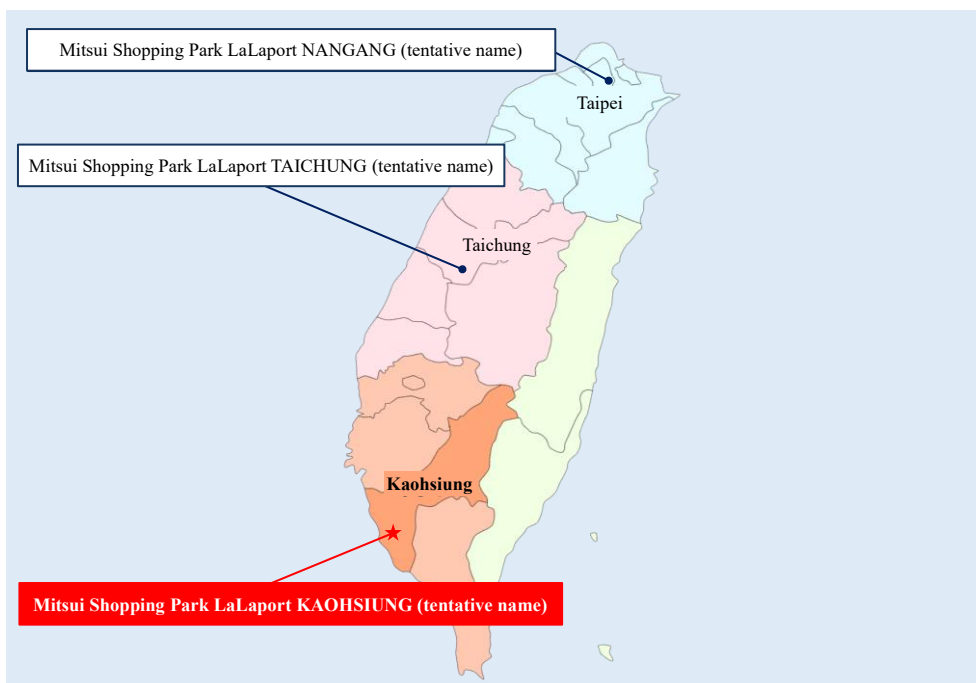 Mitsui Shopping Park LaLaport NANGANG (tentative name)
Taipei
Mitsui Shopping Park LaLaport TAICHUNG (tentative name)
Taichung
Kaohsiung
Mitsui Shopping Park LaLaport KAOHSIUNG (tentative name)